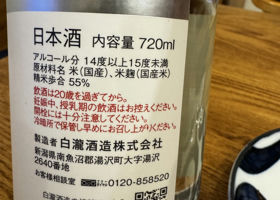 日本酒 内容量 720ml
アルコール分 14度以上15度未満
原材料名 米(国産)、米麹(国産米)
精米歩合 55%
飲酒は20歳を過ぎてから。
妊娠中、授乳期の飲酒はお控えください。
開栓には十分注意してください。
冷暗所で保管し早めにお召し上がりください。
製造者 白瀧酒造株式会社
新潟県南魚沼郡湯沢町大字湯沢
2640番地
お客様相談室 0120-858520